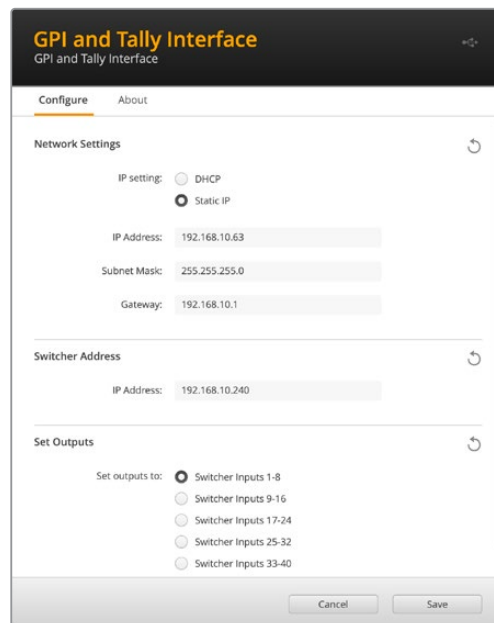 GPI and Tally Interface
GPI and Tally Interface
Configure About
Network Settings
IP setting: DHCP
Static IP
IP Address: 192.168.10.63
Subnet Mask: 255.255.255.0
Gateway: 192.168.10.1
Switcher Address
IP Address: 192.168.10.240
Set Outputs
Set outputs to: Switcher Inputs 1-8
Switcher Inputs 9-16
Switcher Inputs 17-24
Switcher Inputs 25-32
Switcher Inputs 33-40
Cancel Save